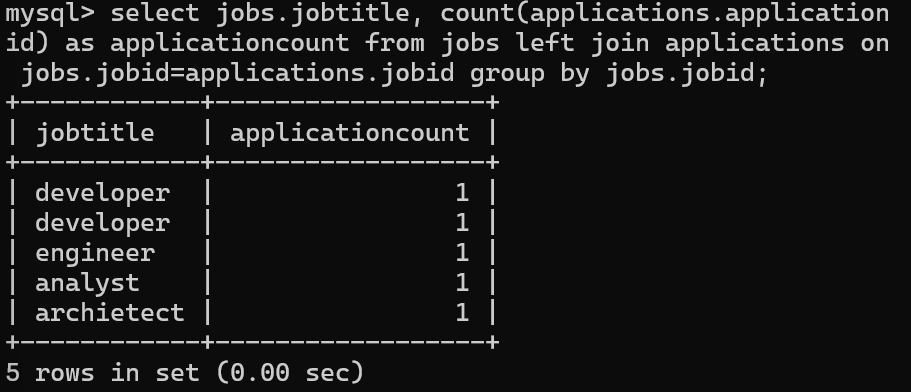 mysql> select jobs.jobtitle, count(applications.application
id) as applicationcount from jobs left join applications on
 jobs.jobid=applications.jobid group by jobs.jobid;
+------------+------------------+
| jobtitle   | applicationcount |
+------------+------------------+
| developer  |                1 |
| developer  |                1 |
| engineer   |                1 |
| analyst    |                1 |
| archietect |                1 |
+------------+------------------+
5 rows in set (0.00 sec)